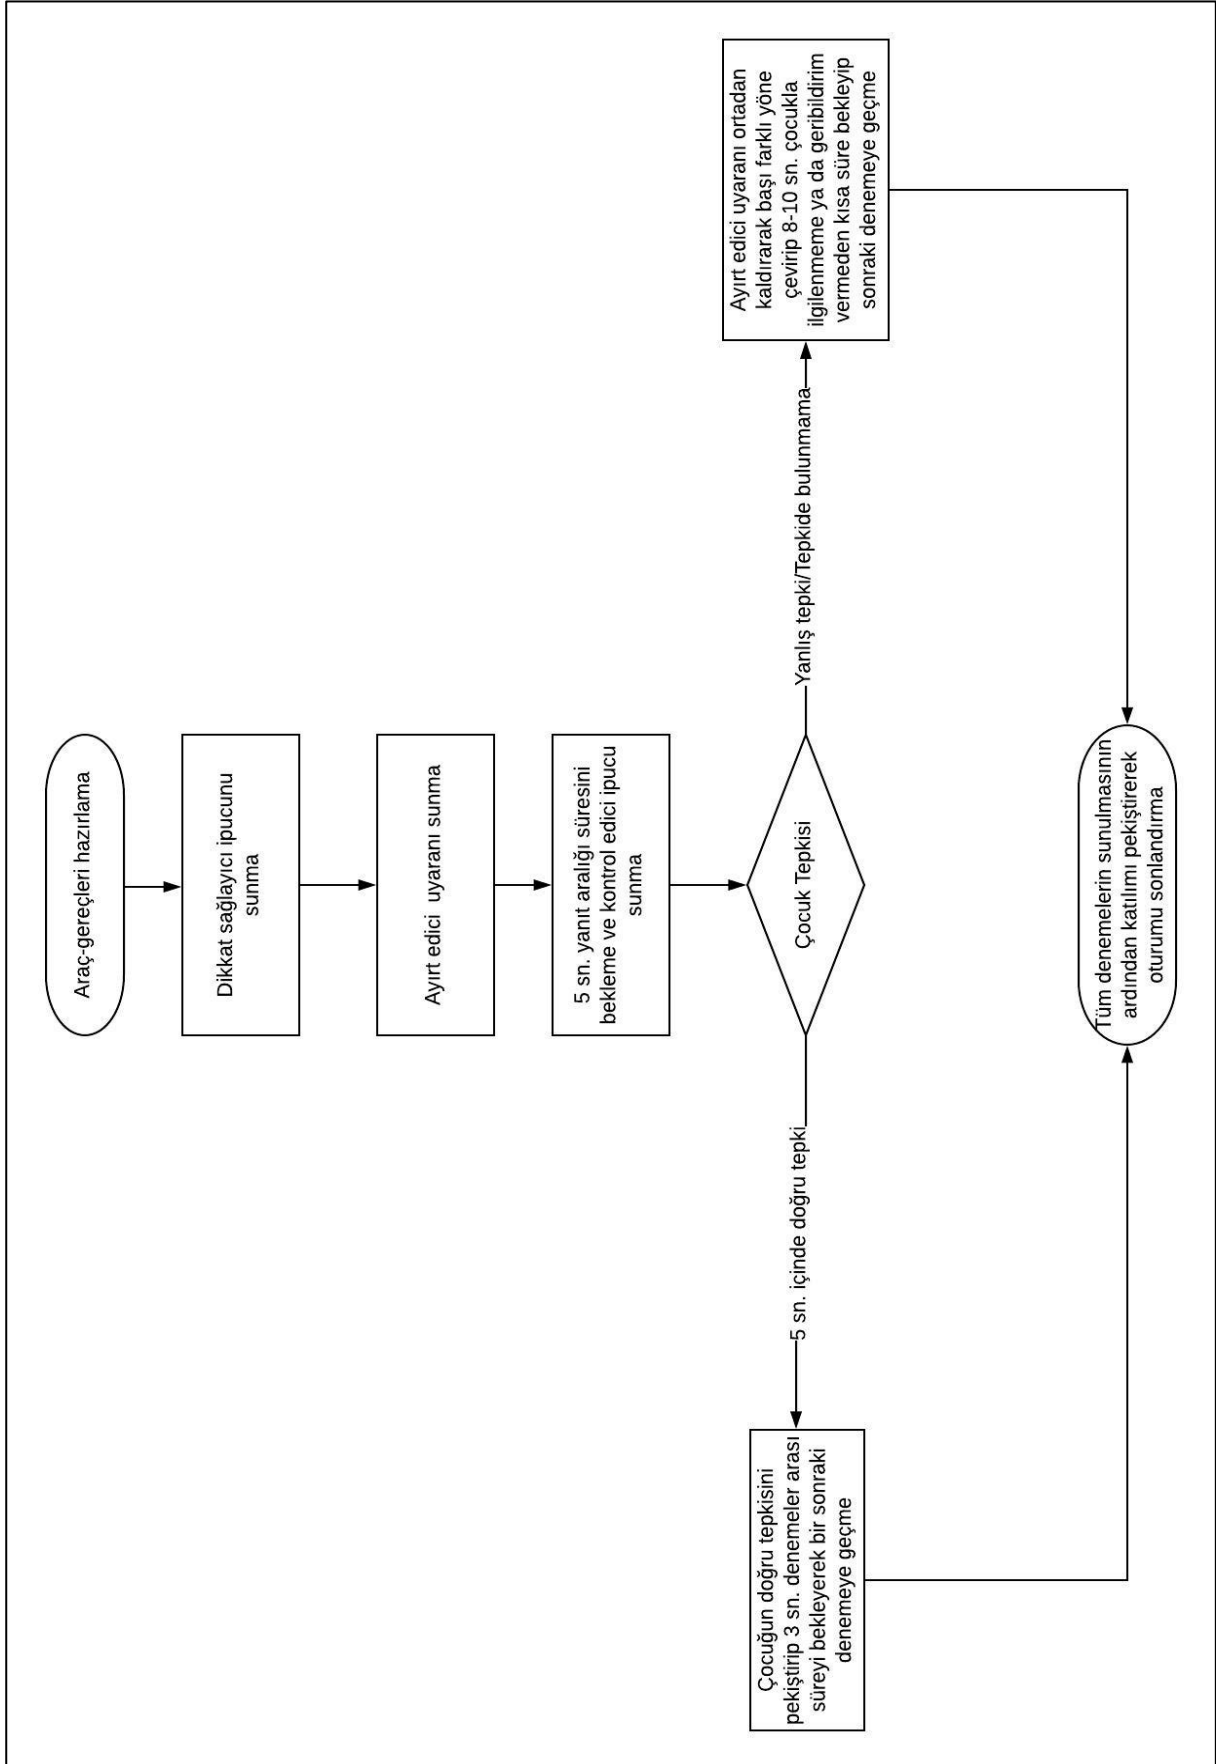 Araç-gereçleri hazırlama
Dikkat sağlayıcı ipucunu
sunma
Ayırt edici uyaranı sunma
5 sn. yanıt aralığı süresini
bekleme ve kontrol edici ipucu
sunma
Çocuk Tepkisi
5 sn. içinde doğru tepki
Yanlış tepki/Tepkide bulunmama
Çocuğun doğru tepkisini
pekiştirip 3 sn. denemeler arası
süreyi bekleyerek bir sonraki
denemeye geçme
Ayırt edici uyaranı ortadan
kaldırarak başı farklı yöne
çevirip 8-10 sn. çocukla
ilgilenmeme ya da geribildirim
vermeden kısa süre bekleyip
sonraki denemeye geçme
Tüm denemelerin sunulmasının
ardından katılımı pekiştirerek
oturumu sonlandırma